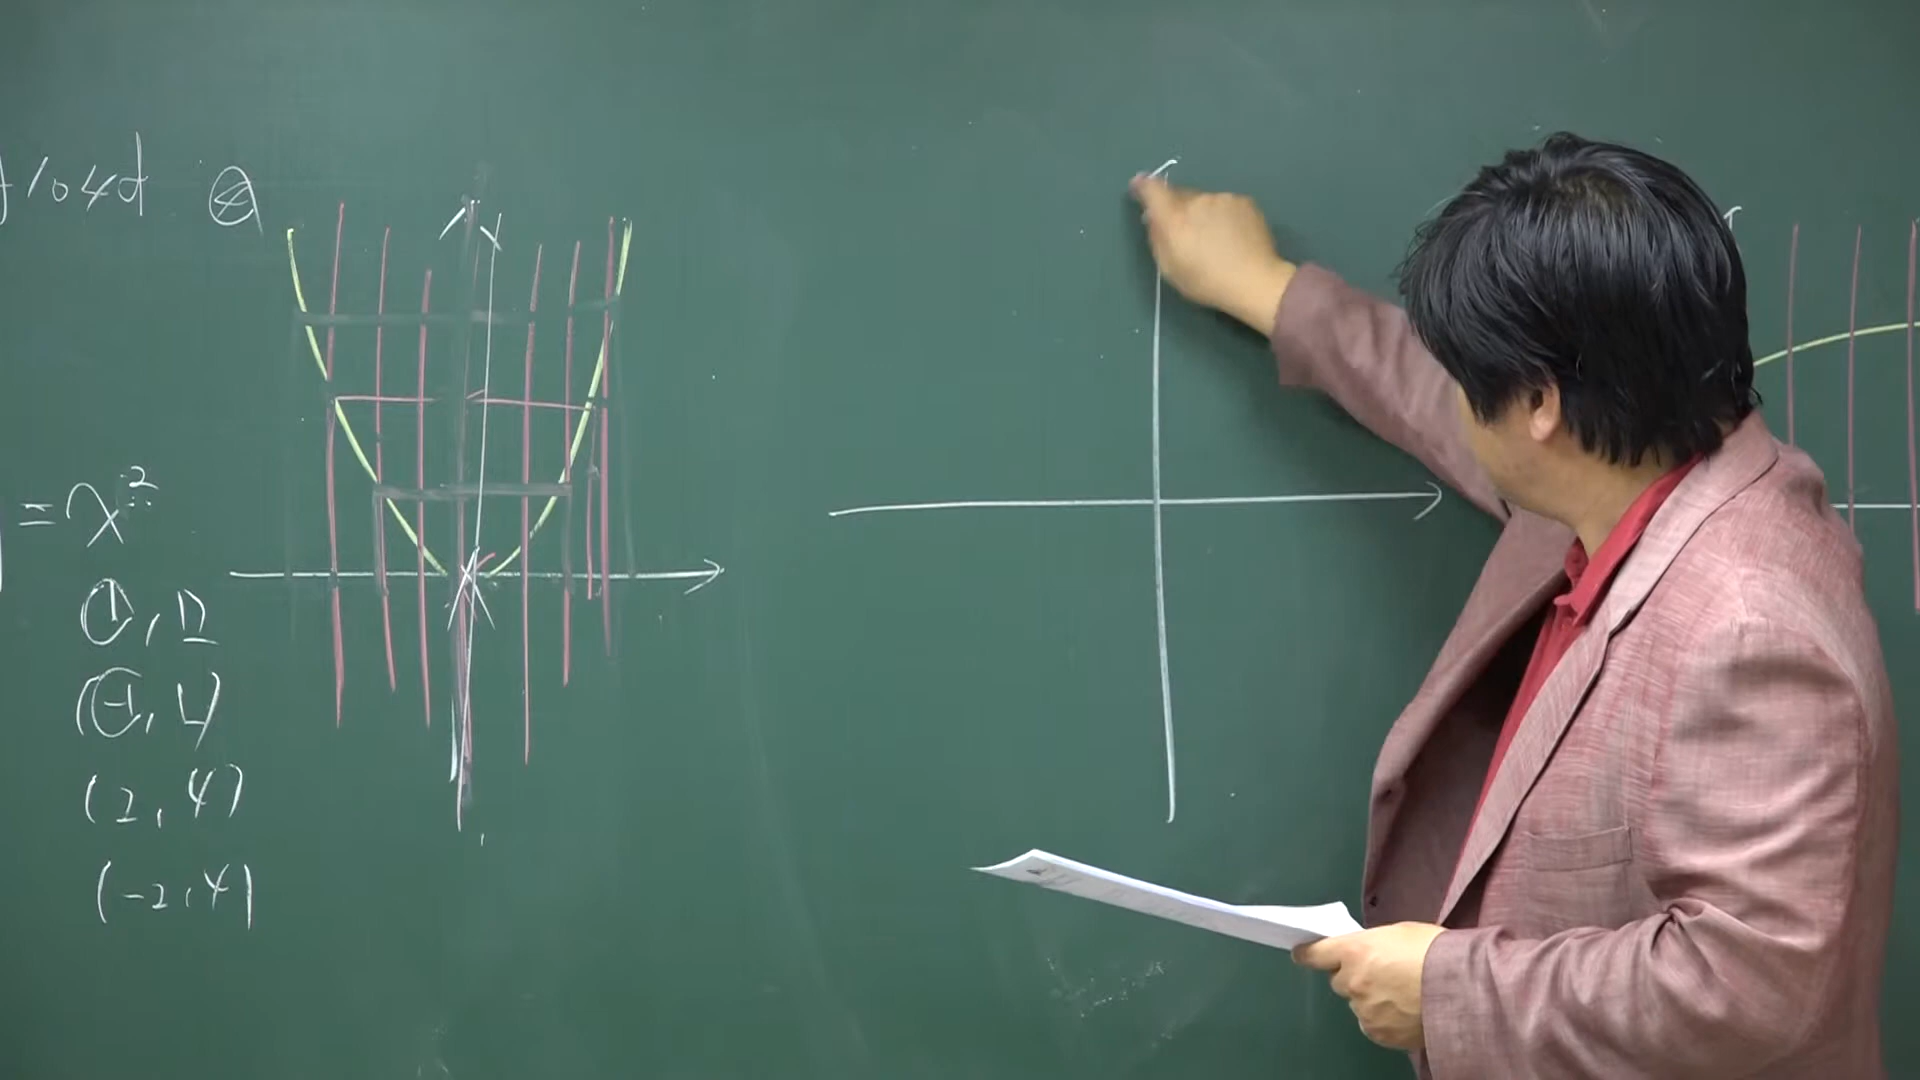 = x²
1, 1
(-1, 1)
(2, 4)
(-2, 4)